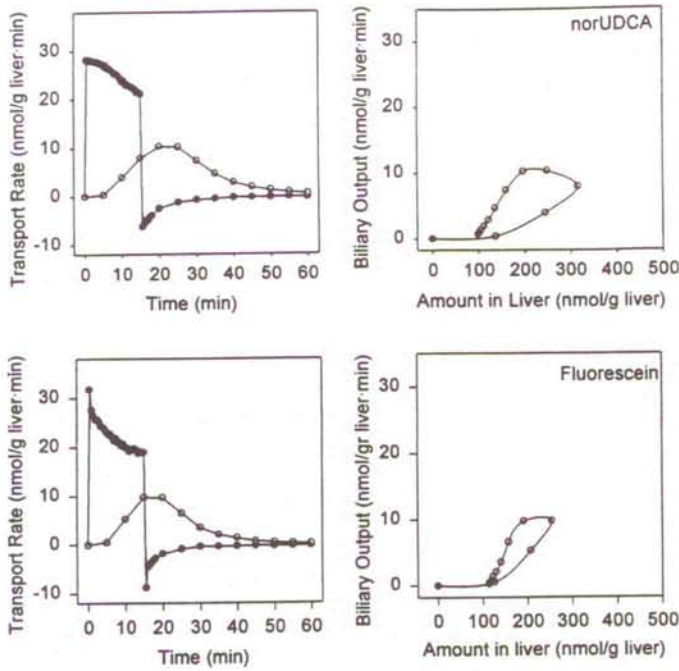 Transport Rate (nmol/g liver·min)
30
20
10
0
-10
0 10 20 30 40 50 60
Time (min)
norUDCA
Biliary Output (nmol/g liver·min)
30
20
10
0
0 100 200 300 400 500
Amount in Liver (nmol/g liver)
Transport Rate (nmol/g liver·min)
30
20
10
0
-10
0 10 20 30 40 50 60
Time (min)
Fluorescein
Biliary Output (nmol/gr liver·min)
30
20
10
0
0 100 200 300 400 500
Amount in liver (nmol/g liver)